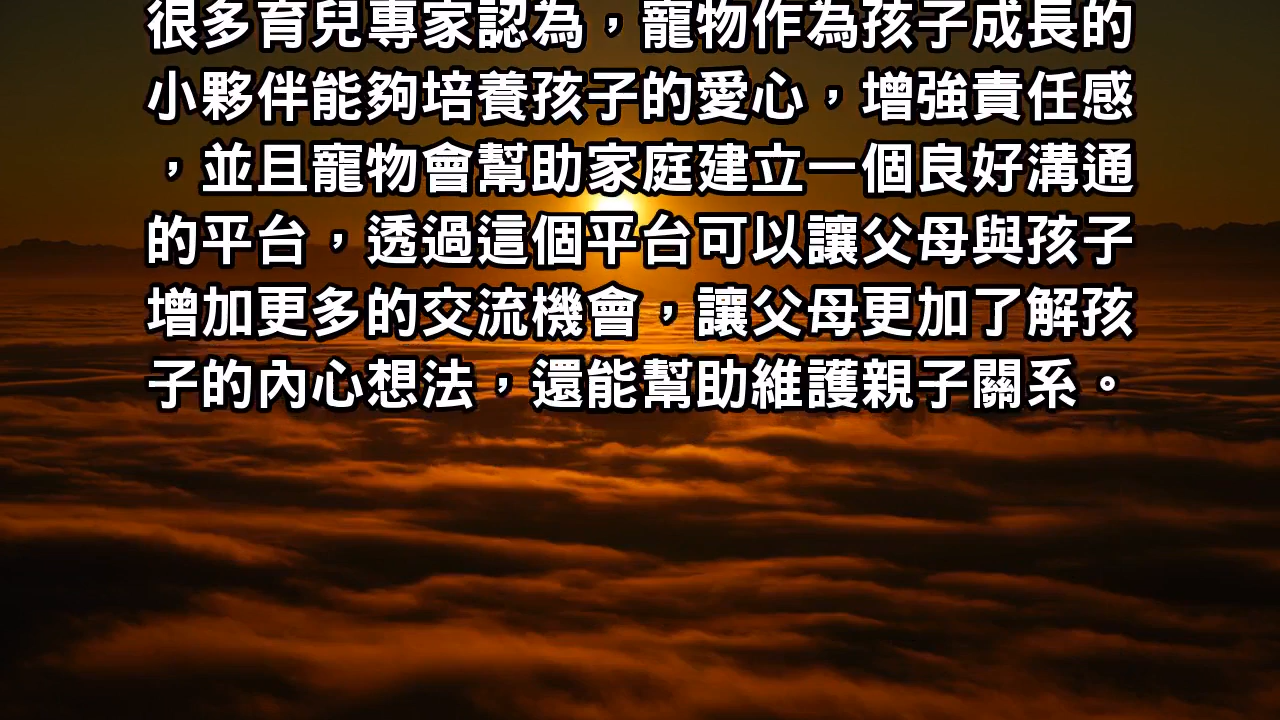 很多育兒專家認為，寵物作為孩子成長的
小夥伴能夠培養孩子的愛心，增強責任感
，並且寵物會幫助家庭建立一個良好溝通
的平台，透過這個平台可以讓父母與孩子
增加更多的交流機會，讓父母更加了解孩
子的內心想法，還能幫助維護親子關系。